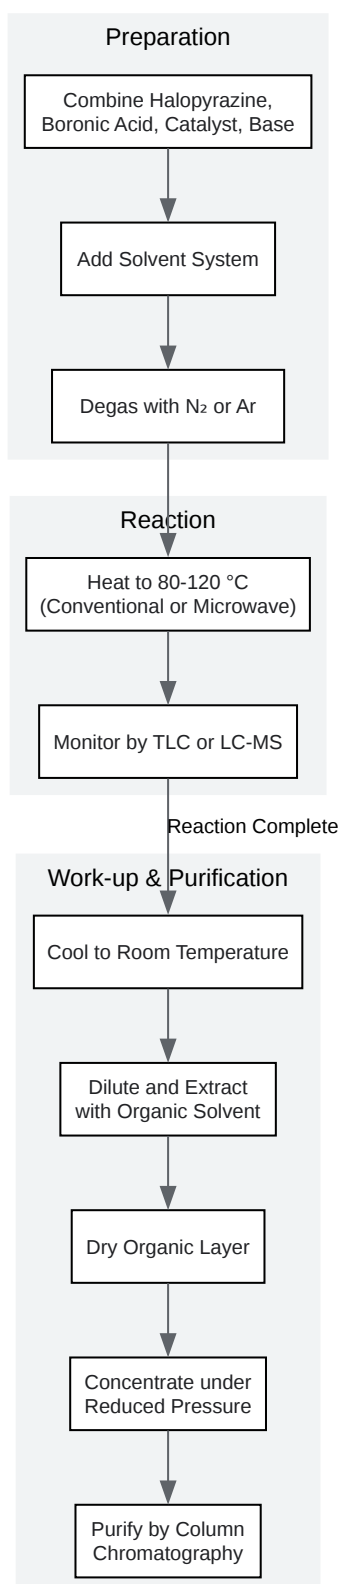 Preparation
Combine Halopyrazine,
Boronic Acid, Catalyst, Base
Add Solvent System
Degas with N₂ or Ar
Reaction
Heat to 80-120 °C
(Conventional or Microwave)
Monitor by TLC or LC-MS
Reaction Complete
Work-up & Purification
Cool to Room Temperature
Dilute and Extract
with Organic Solvent
Dry Organic Layer
Concentrate under
Reduced Pressure
Purify by Column
Chromatography